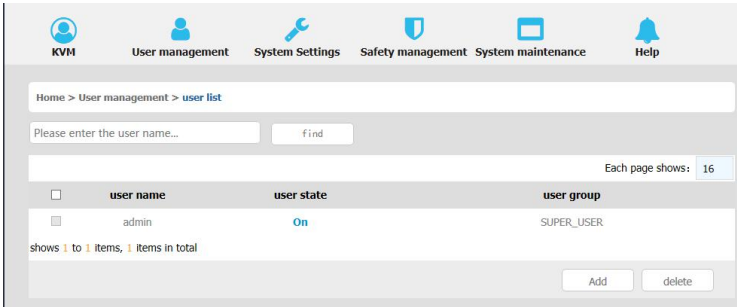 KVM User management System Settings Safety management System maintenance Help
Home > User management > user list
Please enter the user name... find
Each page shows: 16
user name user state user group
admin On SUPER_USER
shows 1 to 1 items, 1 items in total
Add delete